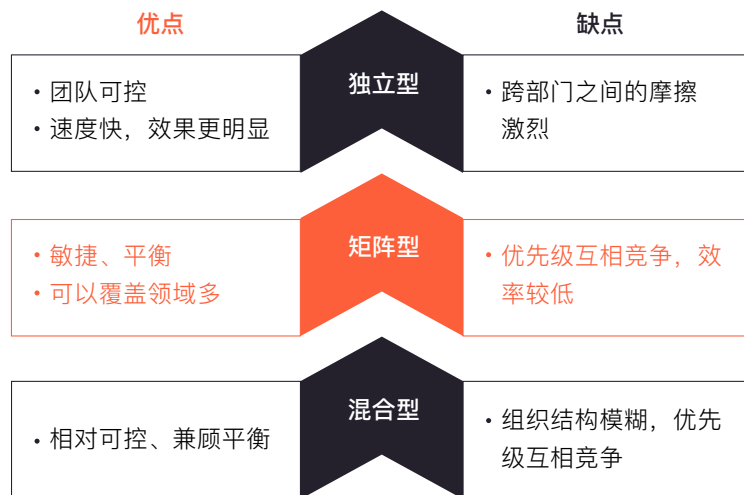 优点
缺点
独立型
• 团队可控
• 速度快，效果更明显
• 跨部门之间的摩擦
激烈
矩阵型
• 敏捷、平衡
• 可以覆盖领域多
• 优先级互相竞争，效
率较低
混合型
• 相对可控、兼顾平衡
• 组织结构模糊，优先
级互相竞争